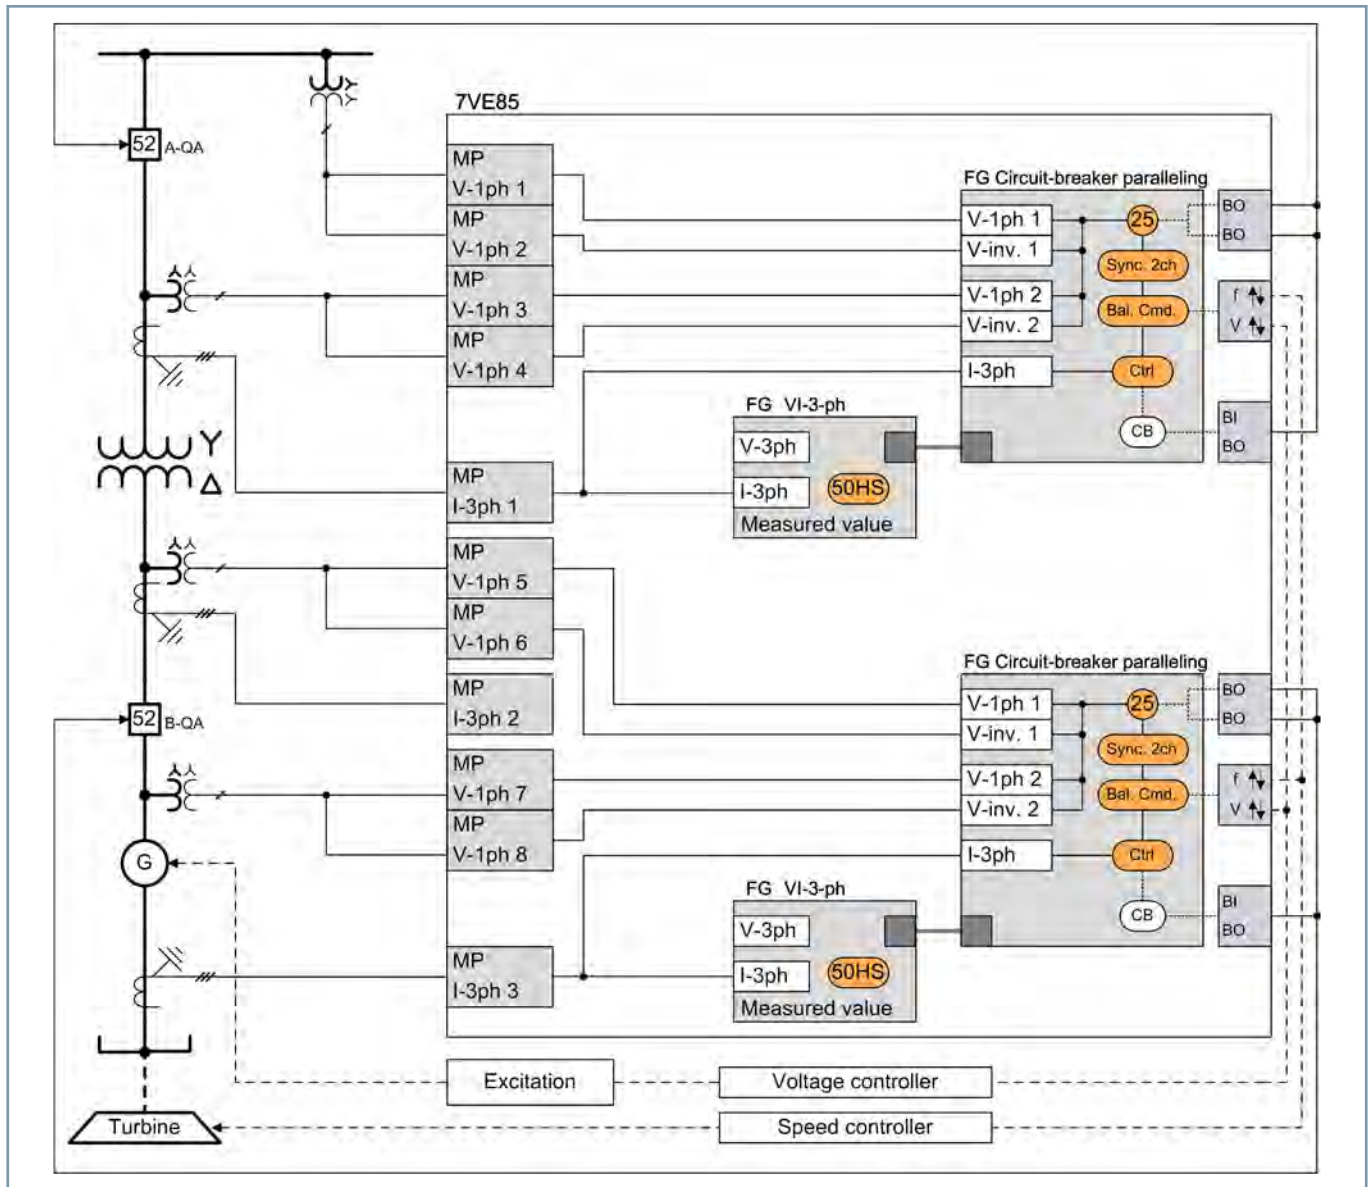 7VE85
52 A-QA
MP
V-1ph 1
MP
V-1ph 2
MP
V-1ph 3
MP
V-1ph 4
FG Circuit-breaker paralleling
V-1ph 1
V-inv. 1
V-1ph 2
V-inv. 2
I-3ph
25
Sync. 2ch
Bal. Cmd.
Ctrl
CB
BO
BO
f
V
BI
BO
FG VI-3-ph
V-3ph
I-3ph
50HS
Measured value
Y
Δ
MP
I-3ph 1
MP
V-1ph 5
MP
V-1ph 6
MP
I-3ph 2
52 B-QA
MP
V-1ph 7
MP
V-1ph 8
FG Circuit-breaker paralleling
V-1ph 1
V-inv. 1
V-1ph 2
V-inv. 2
I-3ph
25
Sync. 2ch
Bal. Cmd.
Ctrl
CB
BO
BO
f
V
BI
BO
G
FG VI-3-ph
V-3ph
I-3ph
50HS
Measured value
MP
I-3ph 3
Excitation
Voltage controller
Turbine
Speed controller